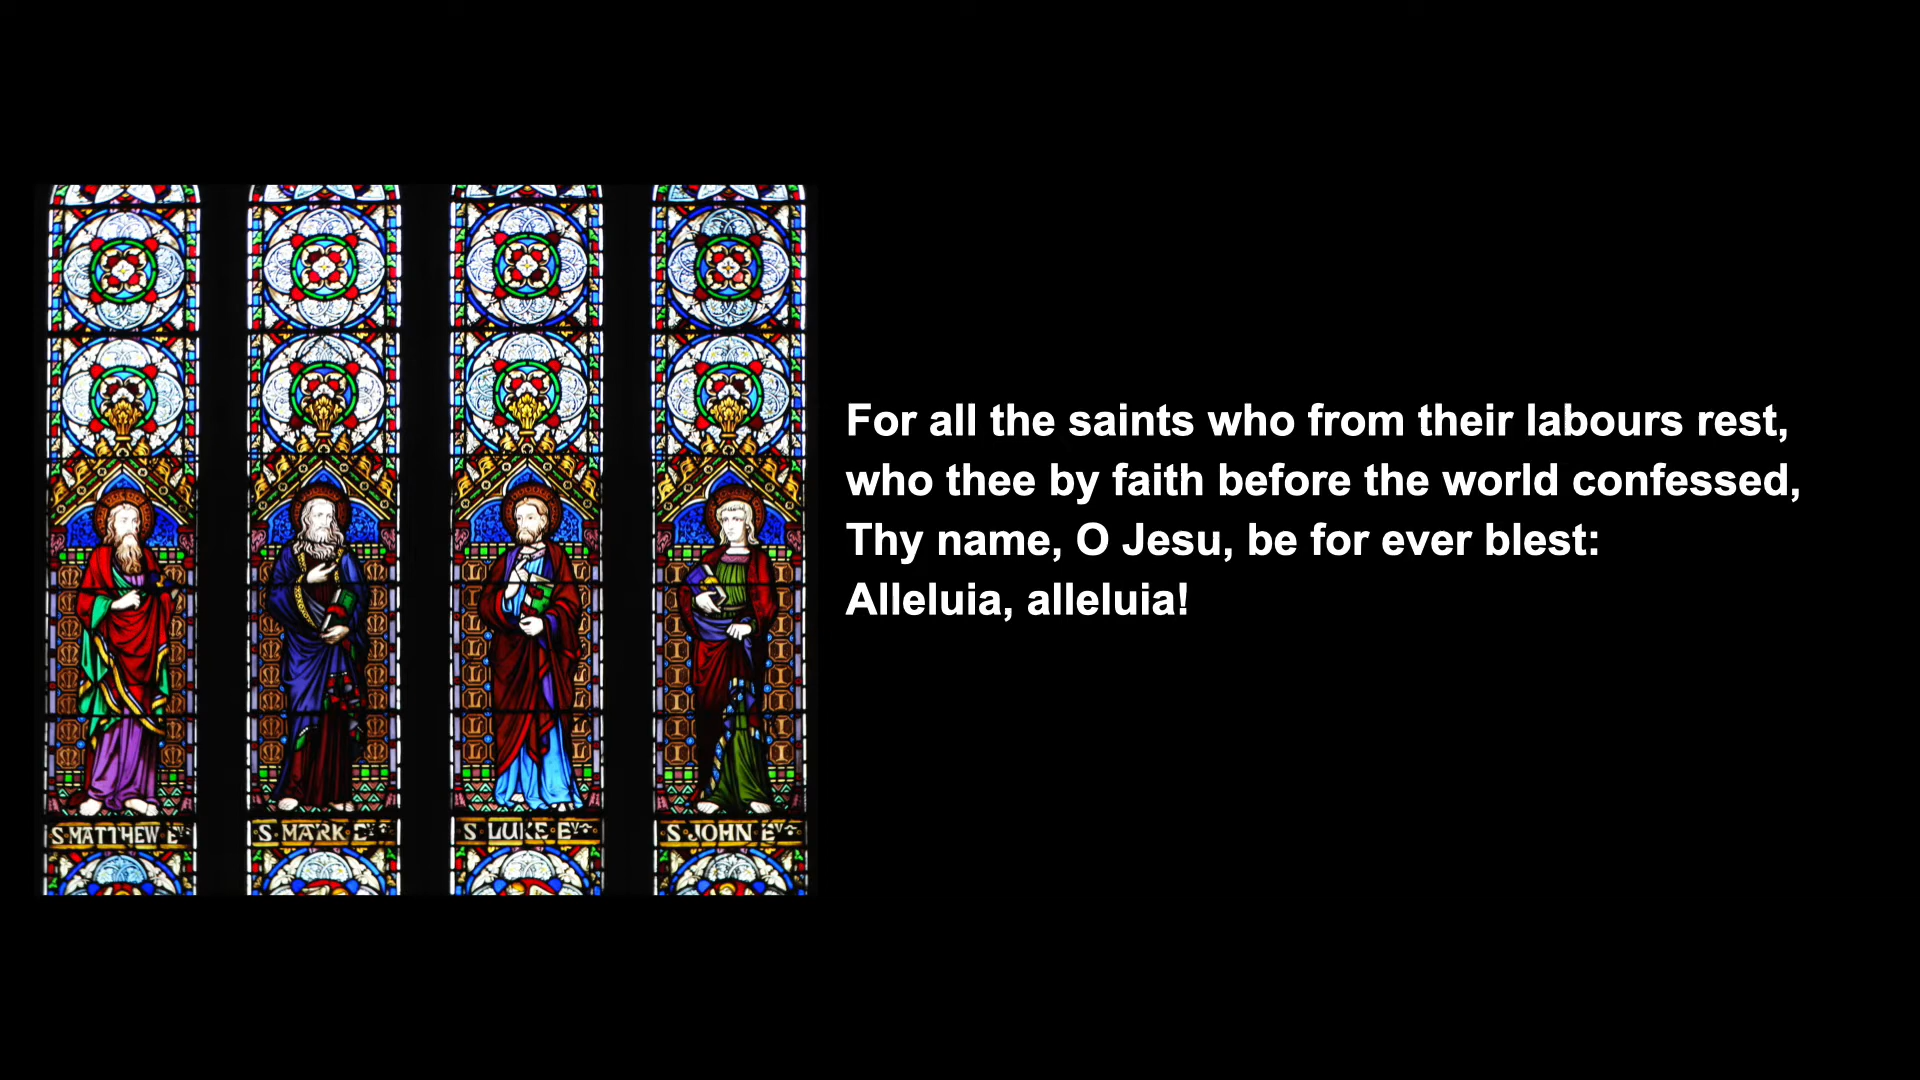 For all the saints who from their labours rest,
who thee by faith before the world confessed,
Thy name, O Jesu, be for ever blest:
Alleluia, alleluia!
S MATTHEW
S MARK
S LUKE
S JOHN